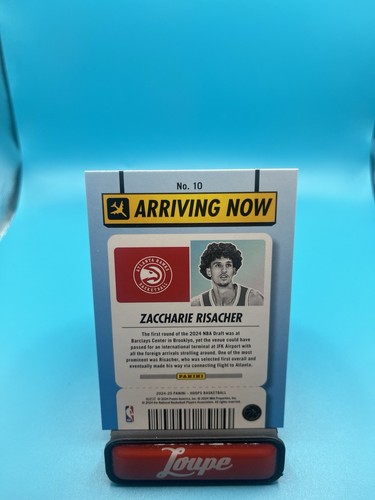 No. 10
ARRIVING NOW
ATLANTA HAWKS
BASKETBALL
ZACCHARIE RISACHER
The first round of the 2024 NBA Draft was at
Barclays Center in Brooklyn, yet the venue could have
passed for an international terminal at JFK Airport with
all the foreign arrivals strolling around. One of the most
prominent was Risacher, who was selected first overall and
eventually made his way via connecting flight to Atlanta.
PANINI
2024-25 PANINI - HOOPS BASKETBALL
Loupe